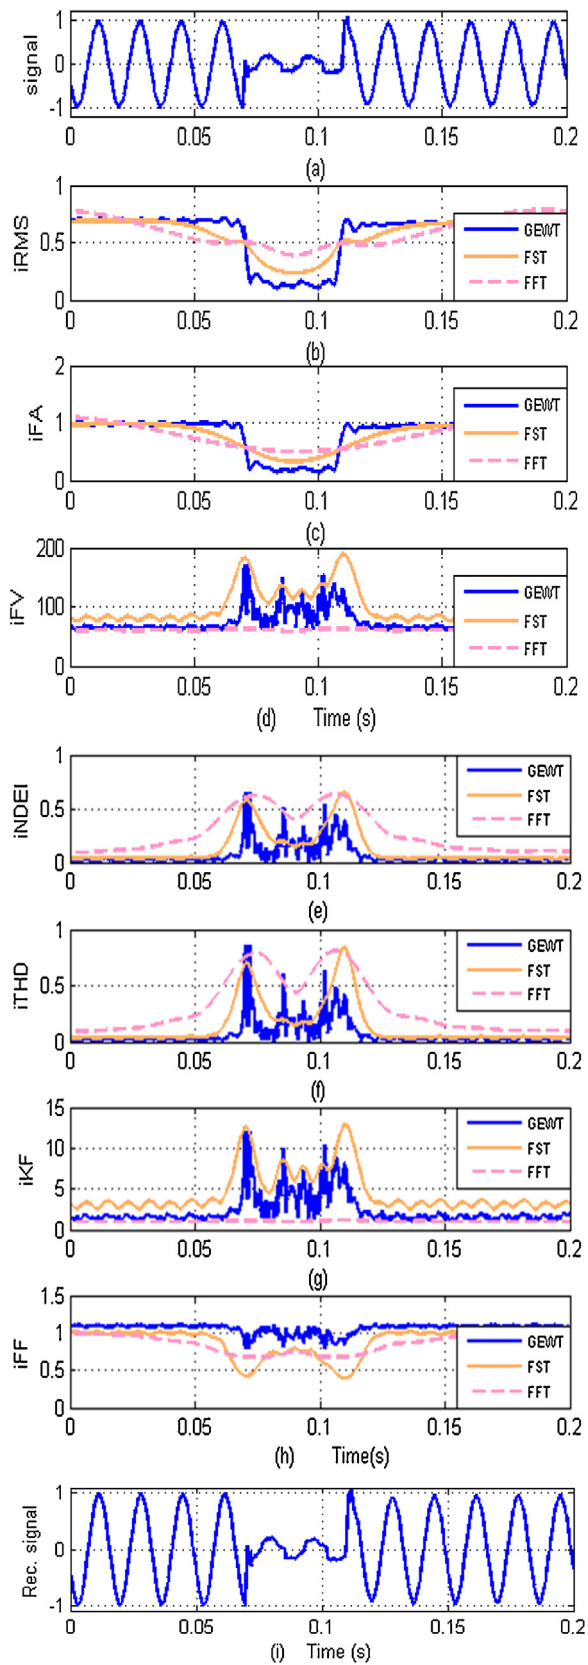 1
0
-1
signal
0 0.05 0.1 0.15 0.2
(a)
1
0.5
0
iRMS
GEWT
FST
FFT
0 0.05 0.1 0.15 0.2
(b)
2
1
0
iFA
GEWT
FST
FFT
0 0.05 0.1 0.15 0.2
(c)
200
100
0
iFV
GEWT
FST
FFT
0 0.05 0.1 0.15 0.2
(d) Time (s)
1
0.5
0
iNDEI
GEWT
FST
FFT
0 0.05 0.1 0.15 0.2
(e)
1
0.5
0
iTHD
GEWT
FST
FFT
0 0.05 0.1 0.15 0.2
(f)
15
10
5
0
iKF
GEWT
FST
FFT
0 0.05 0.1 0.15 0.2
(g)
1.5
1
0.5
0
iFF
GEWT
FST
FFT
0 0.05 0.1 0.15 0.2
(h) Time(s)
1
0
-1
Rec. signal
0 0.05 0.1 0.15 0.2
(i) Time (s)